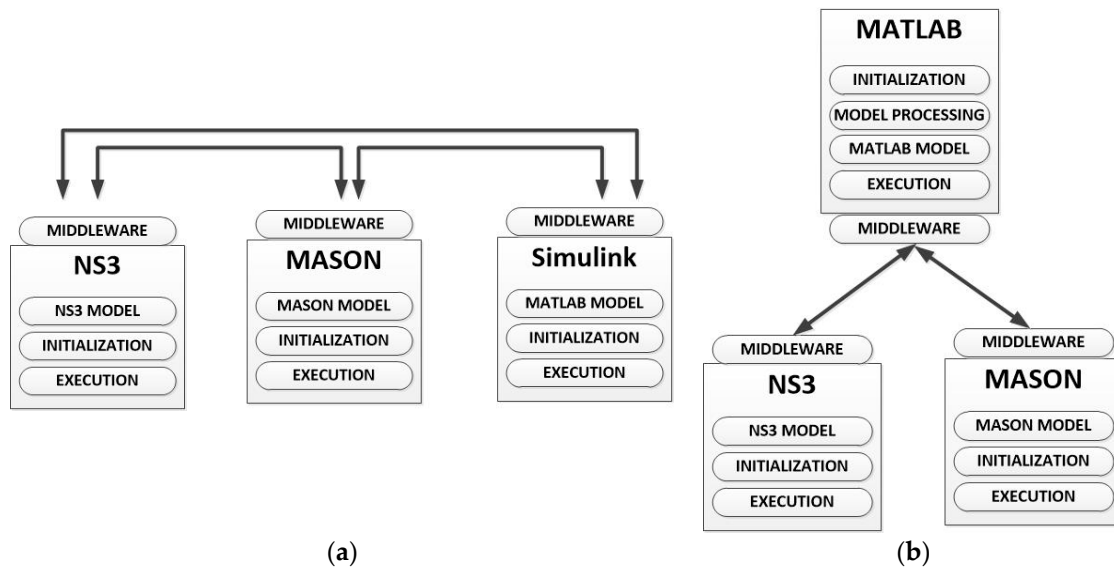 MIDDLEWARE
NS3
NS3 MODEL
INITIALIZATION
EXECUTION
MIDDLEWARE
MASON
MASON MODEL
INITIALIZATION
EXECUTION
MIDDLEWARE
Simulink
MATLAB MODEL
INITIALIZATION
EXECUTION
(a)
MATLAB
INITIALIZATION
MODEL PROCESSING
MATLAB MODEL
EXECUTION
MIDDLEWARE
MIDDLEWARE
NS3
NS3 MODEL
INITIALIZATION
EXECUTION
MIDDLEWARE
MASON
MASON MODEL
INITIALIZATION
EXECUTION
(b)